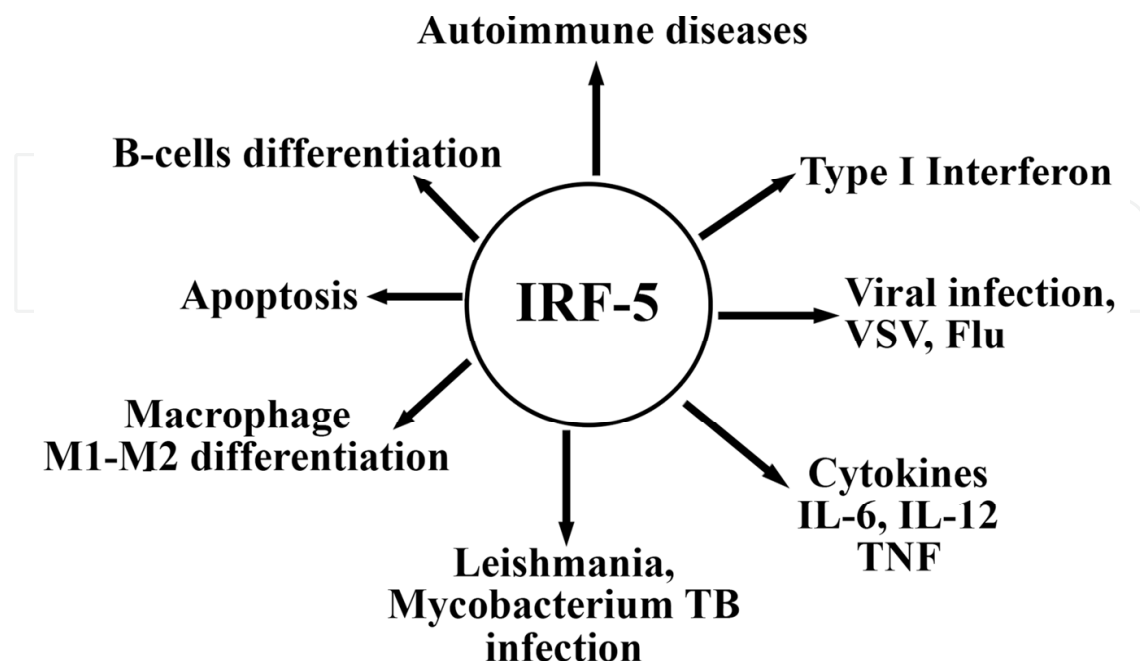 Autoimmune diseases
B-cells differentiation
Type I Interferon
Apoptosis
IRF-5
Viral infection,
VSV, Flu
Macrophage
M1-M2 differentiation
Cytokines
IL-6, IL-12
TNF
Leishmania,
Mycobacterium TB
infection